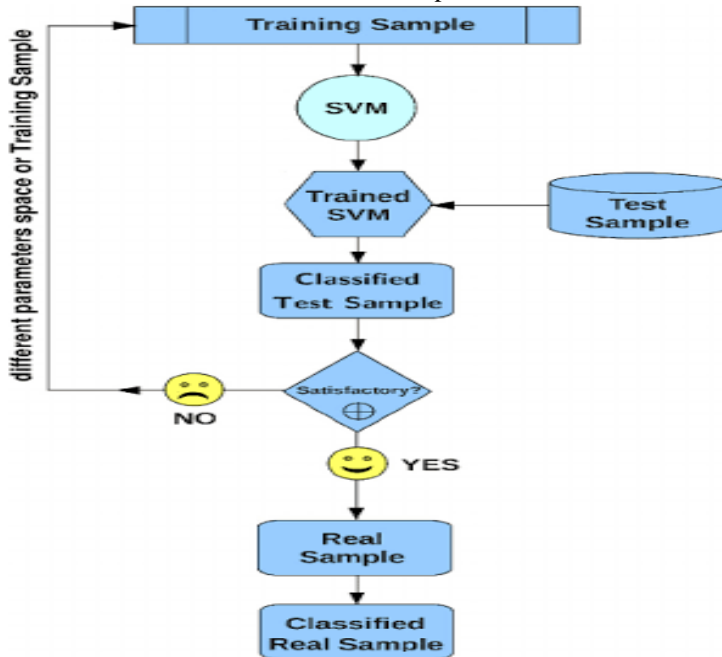 Training Sample
different parameters space or Training Sample
SVM
Trained
SVM
Test
Sample
Classified
Test Sample
Satisfactory?
NO
YES
Real
Sample
Classified
Real Sample